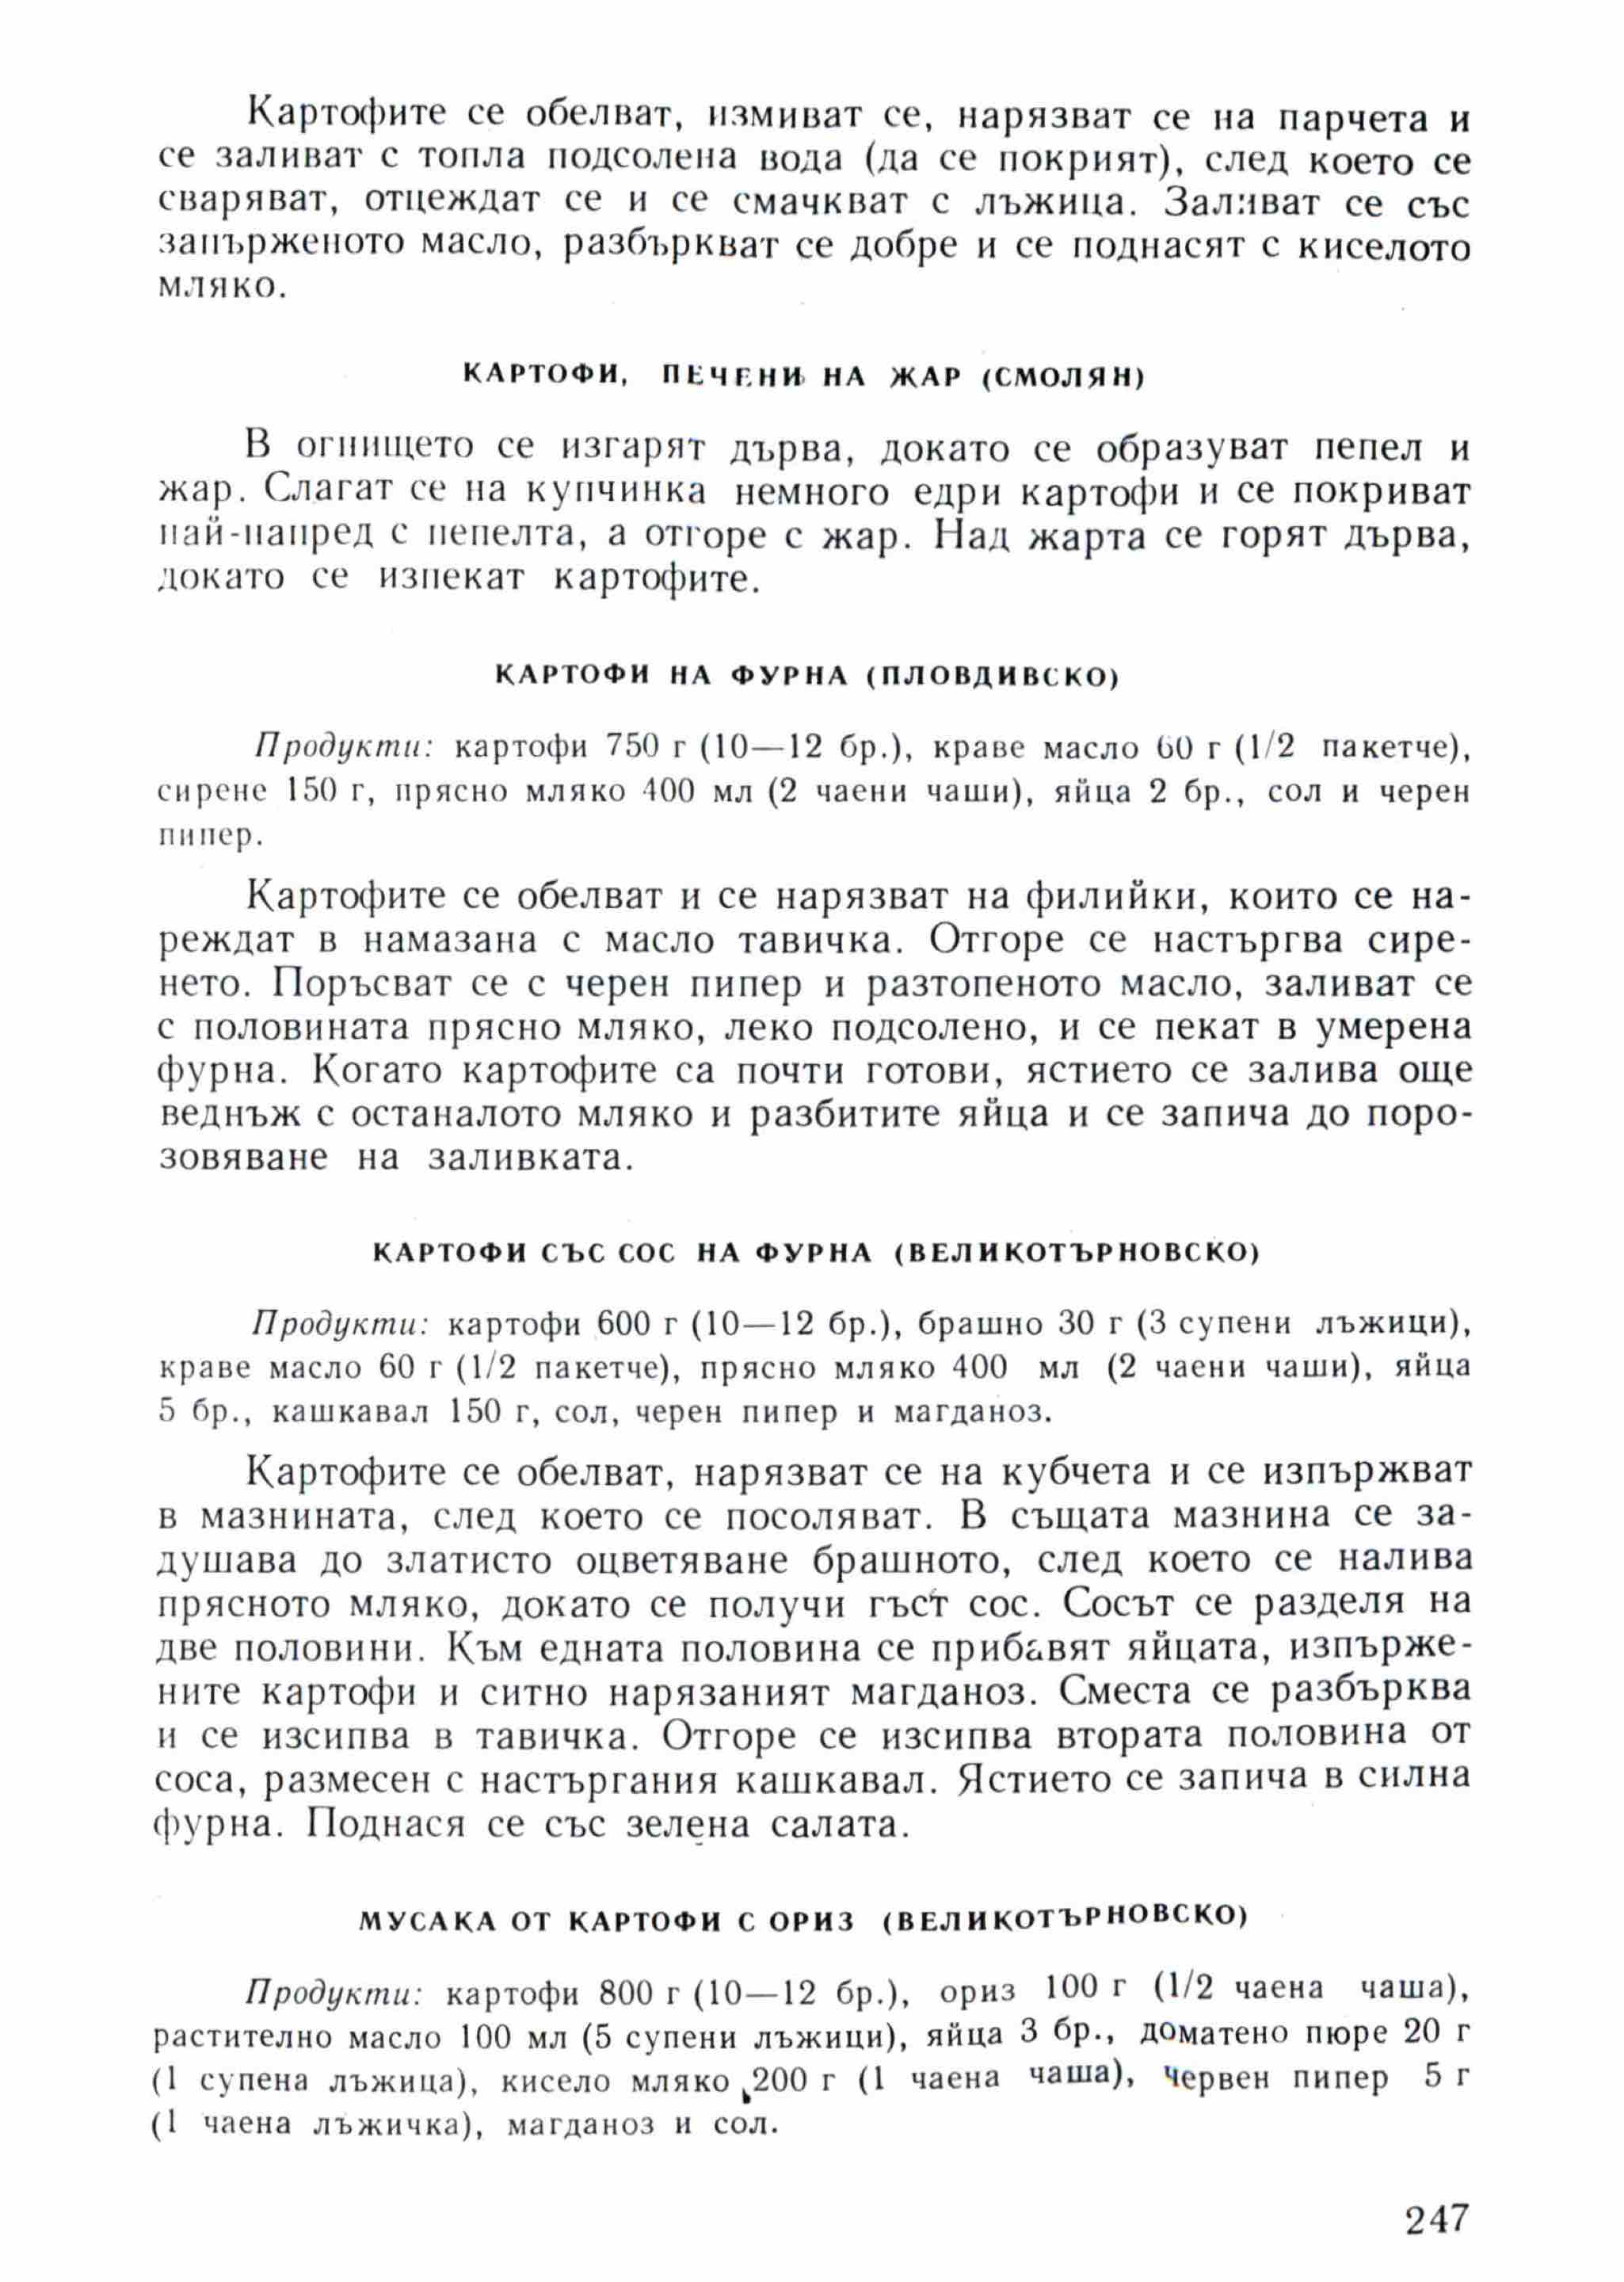 Картофите се обелват, измиват се, нарязват се на парчета и
се заливат с топла подсолена вода (да се покрият), след което се
сваряват, отцеждат се и се смачкват с лъжица. Заливат се със
запърженото масло, разбъркват се добре и се поднасят с киселото
мляко.
КАРТОФИ, ПЕЧЕНИ НА ЖАР (СМОЛЯН)
В огнището се изгарят дърва, докато се образуват пепел и
жар. Слагат се на купчинка немного едри картофи и се покриват
най-напред с пепелта, а отгоре с жар. Над жарта се горят дърва,
докато се изпекат картофите.
КАРТОФИ НА ФУРНА (ПЛОВДИВСКО)
Продукти: картофи 750 г (10—12 бр.), краве масло 60 г (1/2 пакетче),
сирене 150 г, прясно мляко 400 мл (2 чаени чаши), яйца 2 бр., сол и черен
пипер.
Картофите се обелват и се нарязват на филийки, които се на-
реждат в намазана с масло тавичка. Отгоре се настъргва сире-
нето. Поръсват се с черен пипер и разтопеното масло, заливат се
с половината прясно мляко, леко подсолено, и се пекат в умерена
фурна. Когато картофите са почти готови, ястието се залива още
веднъж с останалото мляко и разбитите яйца и се запича до поро-
зовяване на заливката.
КАРТОФИ СЪС СОС НА ФУРНА (ВЕЛИКОТЪРНОВСКО)
Продукти: картофи 600 г (10—12 бр.), брашно 30 г (3 супени лъжици),
краве масло 60 г (1/2 пакетче), прясно мляко 400 мл (2 чаени чаши), яйца
5 бр., кашкавал 150 г, сол, черен пипер и магданоз.
Картофите се обелват, нарязват се на кубчета и се изпържват
в мазнината, след което се посоляват. В същата мазнина се за-
душава до златисто оцветяване брашното, след което се налива
прясното мляко, докато се получи гъст сос. Сосът се разделя на
две половини. Към едната половина се прибавят яйцата, изпърже-
ните картофи и ситно нарязаният магданоз. Сместа се разбърква
и се изсипва в тавичка. Отгоре се изсипва втората половина от
соса, размесен с настъргания кашкавал. Ястието се запича в силна
фурна. Поднася се със зелена салата.
МУСАКА ОТ КАРТОФИ С ОРИЗ (ВЕЛИКОТЪРНОВСКО)
Продукти: картофи 800 г (10—12 бр.), ориз 100 г (1/2 чаена чаша),
растително масло 100 мл (5 супени лъжици), яйца 3 бр., доматено пюре 20 г
(1 супена лъжица), кисело мляко 200 г (1 чаена чаша), червен пипер 5 г
(1 чаена лъжичка), магданоз и сол.
247